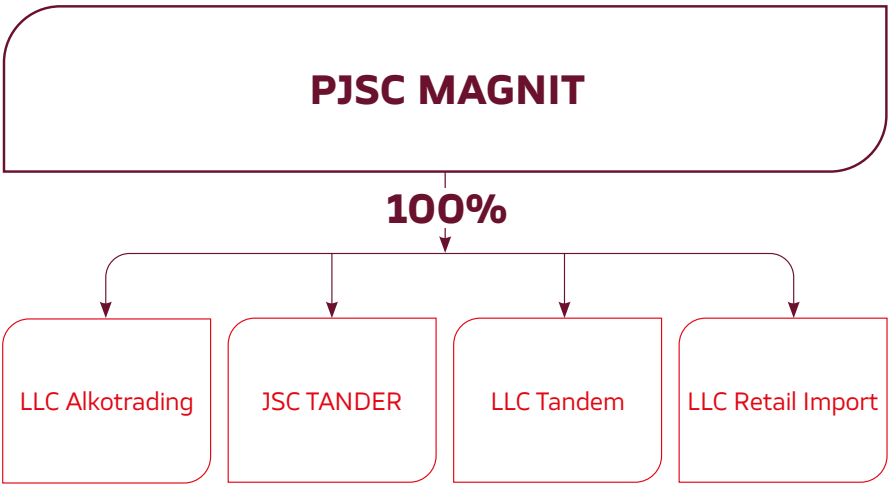 PJSC MAGNIT
100%
LLC Alkotrading
JSC TANDER
LLC Tandem
LLC Retail Import